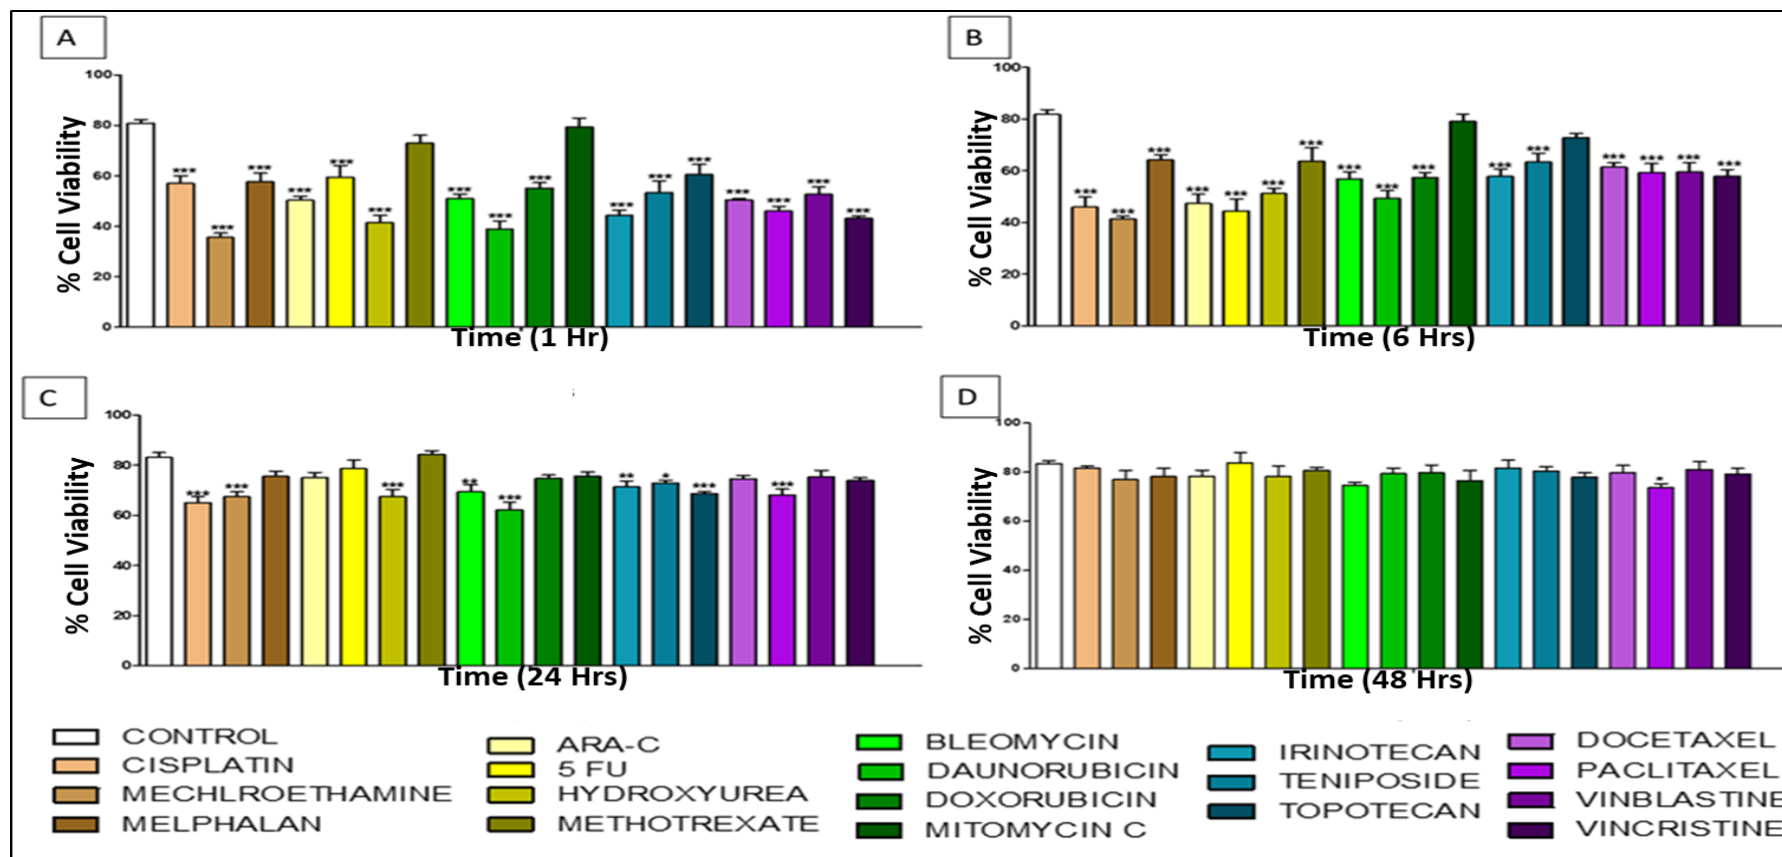 A
100
80
60
40
20
0
% Cell Viability
*** *** *** *** *** *** *** *** *** *** *** *** *** *** *** ***
Time (1 Hr)
B
100
80
60
40
20
0
% Cell Viability
*** *** *** *** *** *** *** *** *** *** *** *** *** *** *** ***
Time (6 Hrs)
C
100
80
60
40
20
0
% Cell Viability
*** *** *** ** *** ** * *** ***
Time (24 Hrs)
D
100
80
60
40
20
0
% Cell Viability
*
Time (48 Hrs)
CONTROL
CISPLATIN
MECHLROETHAMINE
MELPHALAN
ARA-C
5 FU
HYDROXYUREA
METHOTREXATE
BLEOMYCIN
DAUNORUBICIN
DOXORUBICIN
MITOMYCIN C
IRINOTECAN
TENIPOSIDE
TOPOTECAN
DOCETAXEL
PACLITAXEL
VINBLASTINE
VINCRISTINE